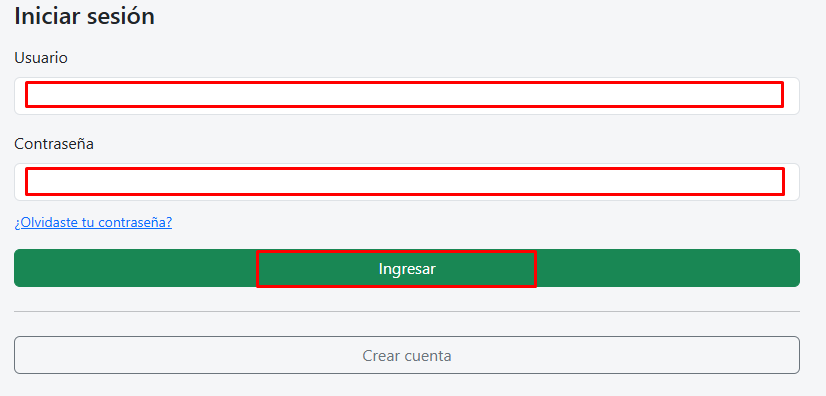 Iniciar sesión
Usuario
Contraseña
¿Olvidaste tu contraseña?
Ingresar
Crear cuenta